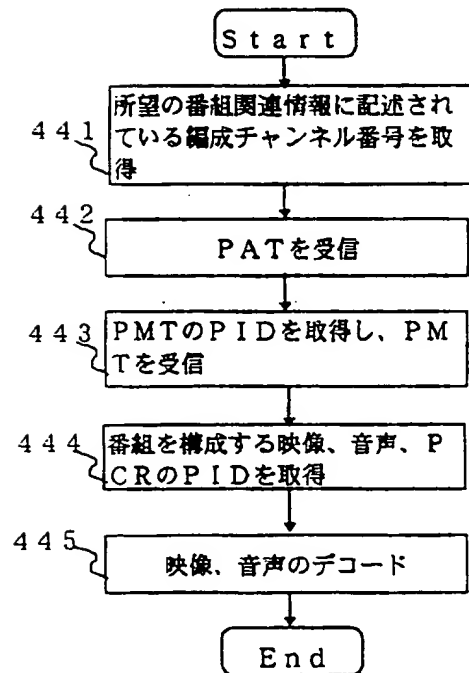 Start
441
所望の番組関連情報に記述され
ている編成チャンネル番号を取
得
442
PATを受信
443
PMTのPIDを取得し、PM
Tを受信
444
番組を構成する映像、音声、P
CRのPIDを取得
445
映像、音声のデコード
End